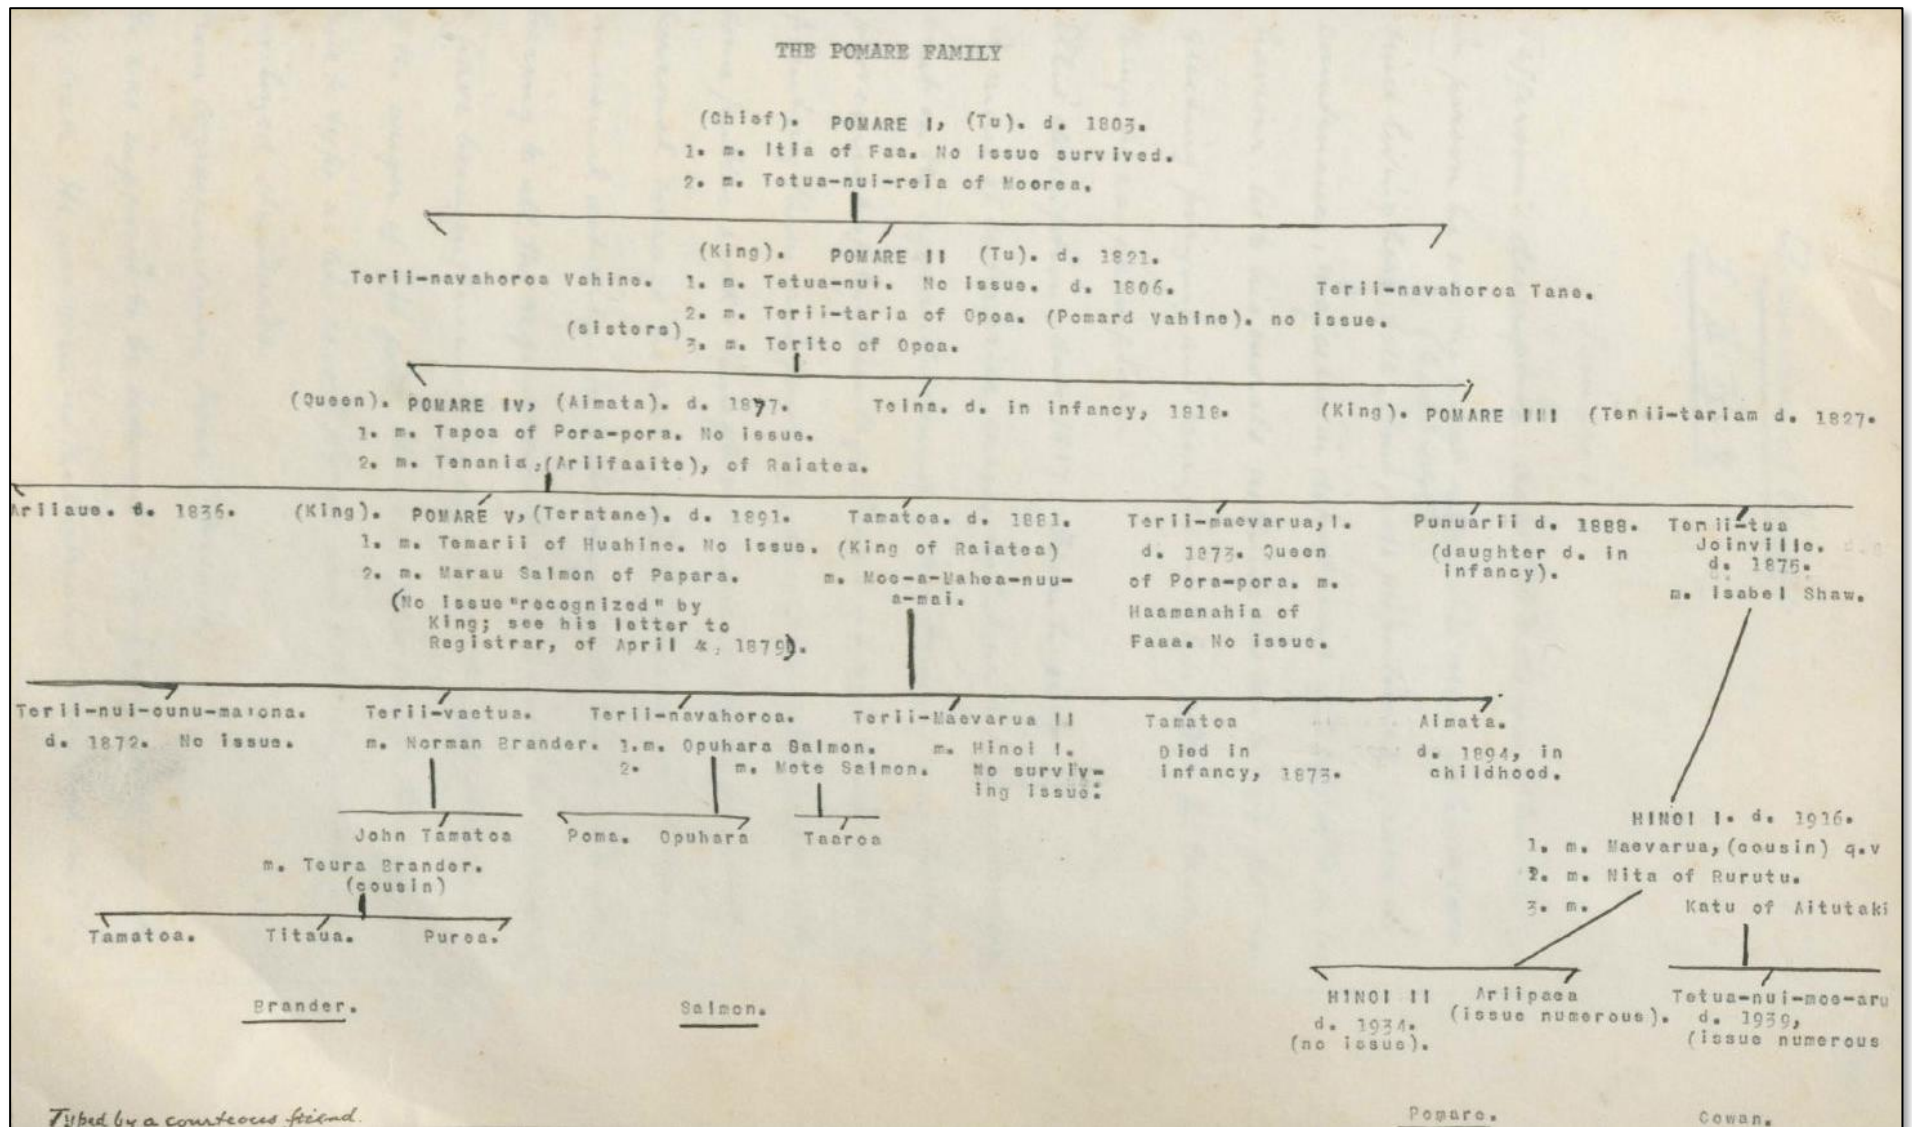 THE POMARE FAMILY
(Chief). POMARE I, (Tu). d. 1803.
1. m. Itia of Faa. No issue survived.
2. m. Tetua-nui-reia of Moorea.
(King). POMARE II (Tu). d. 1821.
Terii-navahoroa Vahine.
1. m. Tetua-nui. No issue. d. 1806.
Terii-navahoroa Tane.
2. m. Terii-taria of Opoa. (Pomard Vahine). no issue.
(sisters)
3. m. Terito of Opoa.
(Queen). POMARE IV, (Aimata). d. 1877.
Teina. d. in infancy, 1818.
(King). POMARE III (Terii-tariam d. 1827.
1. m. Tapoa of Pora-pora. No issue.
2. m. Tenania,(Ariifaaite), of Raiatea.
Ariiaue. d. 1836.
(King). POMARE V,(Teratane). d. 1891.
1. m. Temarii of Huahine. No issue.
2. m. Marau Salmon of Papara.
(No issue "recognized" by
King; see his letter to
Registrar, of April 4, 1879).
Tamatoa. d. 1881.
(King of Raiatea)
m. Moe-a-Mahea-nuu-
a-mai.
Terii-maevarua, I.
d. 1873. Queen
of Pora-pora. m.
Haamanahia of
Faaa. No issue.
Punuarii d. 1888.
(daughter d. in
infancy).
Terii-tua
Joinville.
d. 1875.
m. Isabel Shaw.
Terii-nui-ounu-marona.
d. 1872. No issue.
Terii-vaetua.
m. Norman Brander.
Terii-navahoroa.
1.m. Opuhara Salmon.
2. m. Mote Salmon.
Terii-Maevarua II
m. Hinoi I.
No surviv-
ing issue.
Tamatoa
Died in
infancy, 1873.
Aimata.
d. 1894, in
childhood.
John Tamatoa
m. Teura Brander.
(cousin)
Poma. Opuhara
Taaroa
HINOI I. d. 1916.
1. m. Maevarua, (cousin) q.v
2. m. Nita of Rurutu.
3. m. Katu of Aitutaki
Tamatoa. Titaua. Purea.
HINOI II
d. 1934.
(no issue).
Ariipaea
(issue numerous).
Tetua-nui-moe-aru
d. 1939,
(issue numerous
Brander.
Salmon.
Pomare.
Cowan.
Typed by a courteous friend.